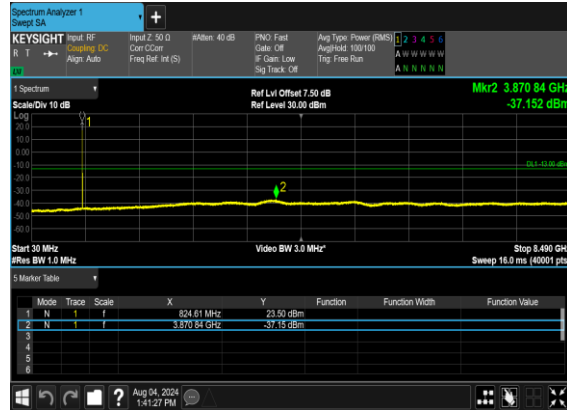 Spectrum Analyzer 1
Swept SA
+
KEYSIGHT Input: RF Input Z: 50 Ω #Atten: 40 dB PNO: Fast Avg Type: Power (RMS) 1 2 3 4 5 6
R T Coupling: DC Corr CCorr Gate: Off Avg|Hold: 100/100 A W W W W W
Align: Auto Freq Ref: Int (S) IF Gain: Low Trig: Free Run
Sig Track: Off A N N N N N
1 Spectrum Ref Lvl Offset 7.50 dB Mkr2 3.870 84 GHz
Scale/Div 10 dB Ref Level 30.00 dBm -37.152 dBm
Log
20.0
10.0
0.00
-10.0
-20.0
-30.0
-40.0
-50.0
-60.0
1
DL1 -13.00 dBm
2
Start 30 MHz Video BW 3.0 MHz* Stop 8.490 GHz
#Res BW 1.0 MHz Sweep 16.0 ms (40001 pts)
5 Marker Table
Mode Trace Scale X Y Function Function Width Function Value
1 N 1 f 824.61 MHz 23.50 dBm
2 N 1 f 3.870 84 GHz -37.15 dBm
3
4
5
6
? Aug 04, 2024
1:41:27 PM